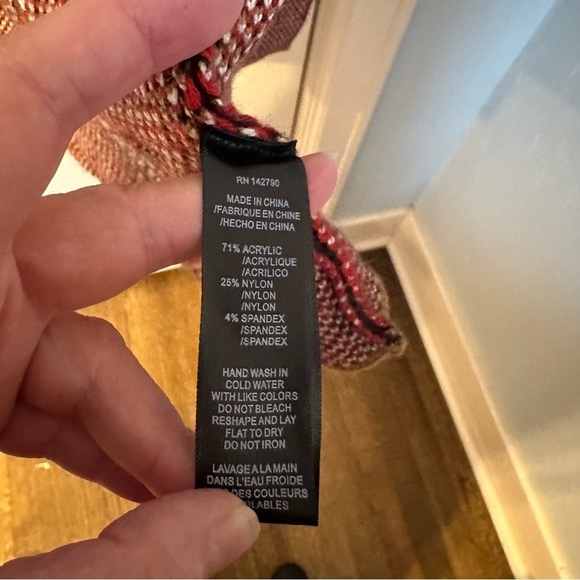 RN 142790
MADE IN CHINA
/FABRIQUE EN CHINE
/HECHO EN CHINA
71% ACRYLIC
/ACRYLIQUE
/ACRILICO
25% NYLON
/NYLON
/NYLON
4% SPANDEX
/SPANDEX
/SPANDEX
HAND WASH IN
COLD WATER
WITH LIKE COLORS
DO NOT BLEACH
RESHAPE AND LAY
FLAT TO DRY
DO NOT IRON
LAVAGE A LA MAIN
DANS L'EAU FROIDE
DES COULEURS